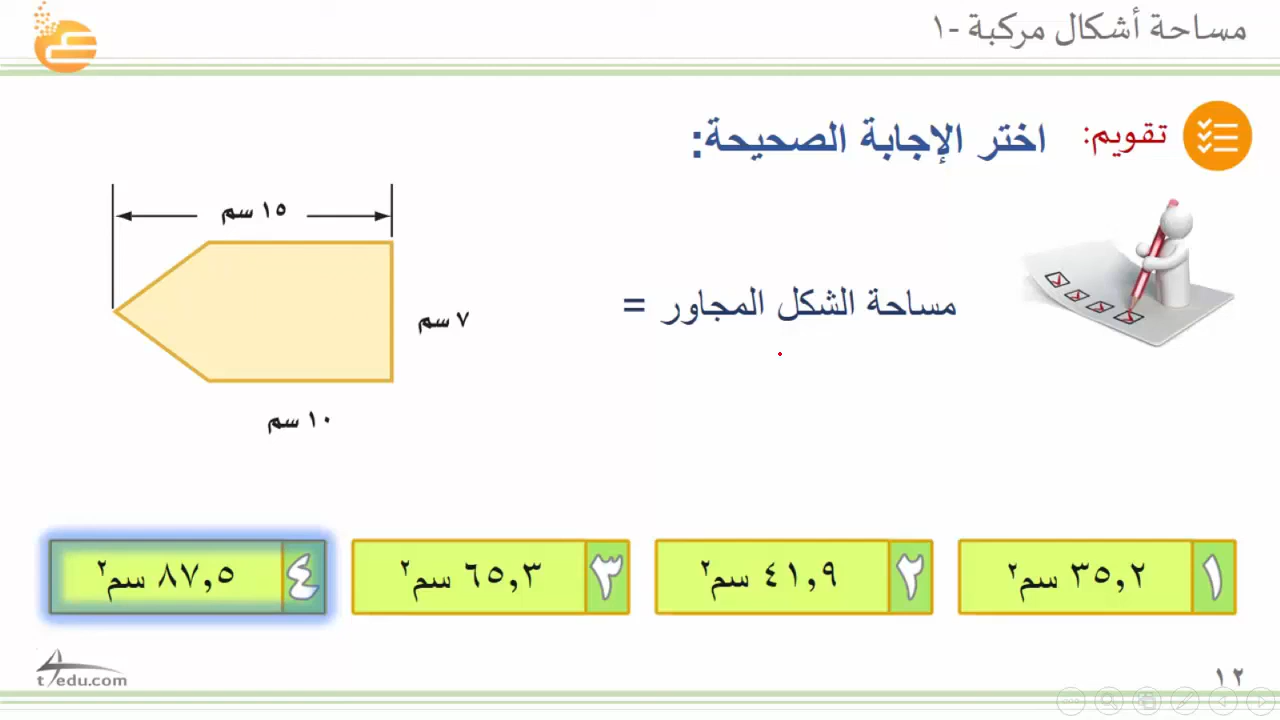 مساحة أشكال مركبة -١
تقويم: اختر الإجابة الصحيحة:
١٥ سم
مساحة الشكل المجاور =
٧ سم
١٠ سم
١ ٣٥,٢ سم٢
٢ ٤١,٩ سم٢
٣ ٦٥,٣ سم٢
٤ ٨٧,٥ سم٢
١٢
t4edu.com